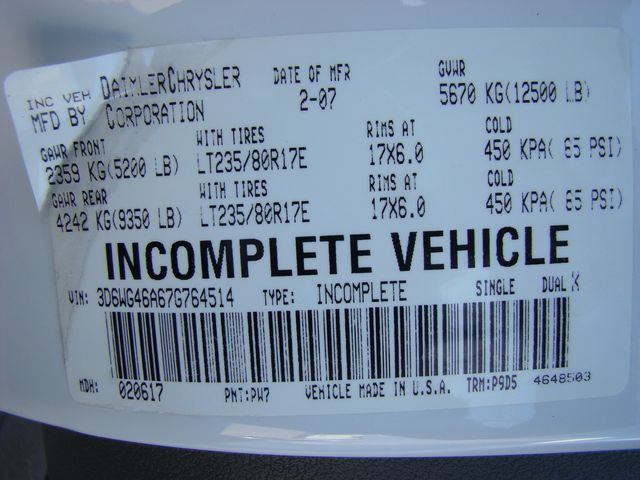 INC VEH DAIMLERCHRYSLER DATE OF MFR GVWR
MFD BY CORPORATION 2-07 5670 KG(12500 LB)
GAWR FRONT WITH TIRES RIMS AT COLD
2359 KG(5200 LB) LT235/80R17E 17X6.0 450 KPA( 65 PSI)
GAWR REAR WITH TIRES RIMS AT COLD
4242 KG(9350 LB) LT235/80R17E 17X6.0 450 KPA( 65 PSI)
INCOMPLETE VEHICLE
VIN: 3D6WG46A67G764514 TYPE: INCOMPLETE SINGLE DUAL X
MDH: 020617 PNT:PW7 VEHICLE MADE IN U.S.A. TRM:P9D5 4648503